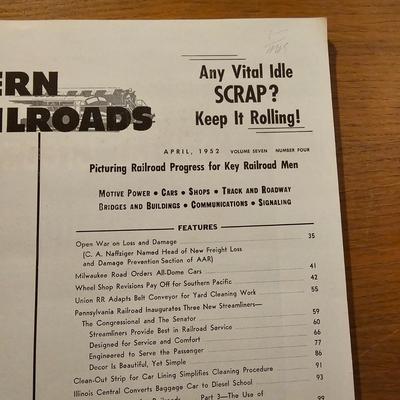 ERN
ILROADS
Any Vital Idle
SCRAP?
Keep It Rolling!
APRIL, 1952 VOLUME SEVEN NUMBER FOUR
Picturing Railroad Progress for Key Railroad Men
MOTIVE POWER • CARS • SHOPS • TRACK AND ROADWAY
BRIDGES AND BUILDINGS • COMMUNICATIONS • SIGNALING
FEATURES
Open War on Loss and Damage 35
(C. A. Naffziger Named Head of New Freight Loss
and Damage Prevention Section of AAR)
Milwaukee Road Orders All-Dome Cars 41
Wheel Shop Revisions Pay Off for Southern Pacific 42
Union RR Adapts Belt Conveyor for Yard Cleaning Work 55
Pennsylvania Railroad Inaugurates Three New Streamliners—
The Congressional and The Senator 59
Streamliners Provide Best in Railroad Service 60
Designed for Service and Comfort 66
Engineered to Serve the Passenger 77
Decor Is Beautiful, Yet Simple 86
Clean-Out Strip for Car Lining Simplifies Cleaning Procedure 91
Illinois Central Converts Baggage Car to Diesel School 93
Part 3—The Use of 99